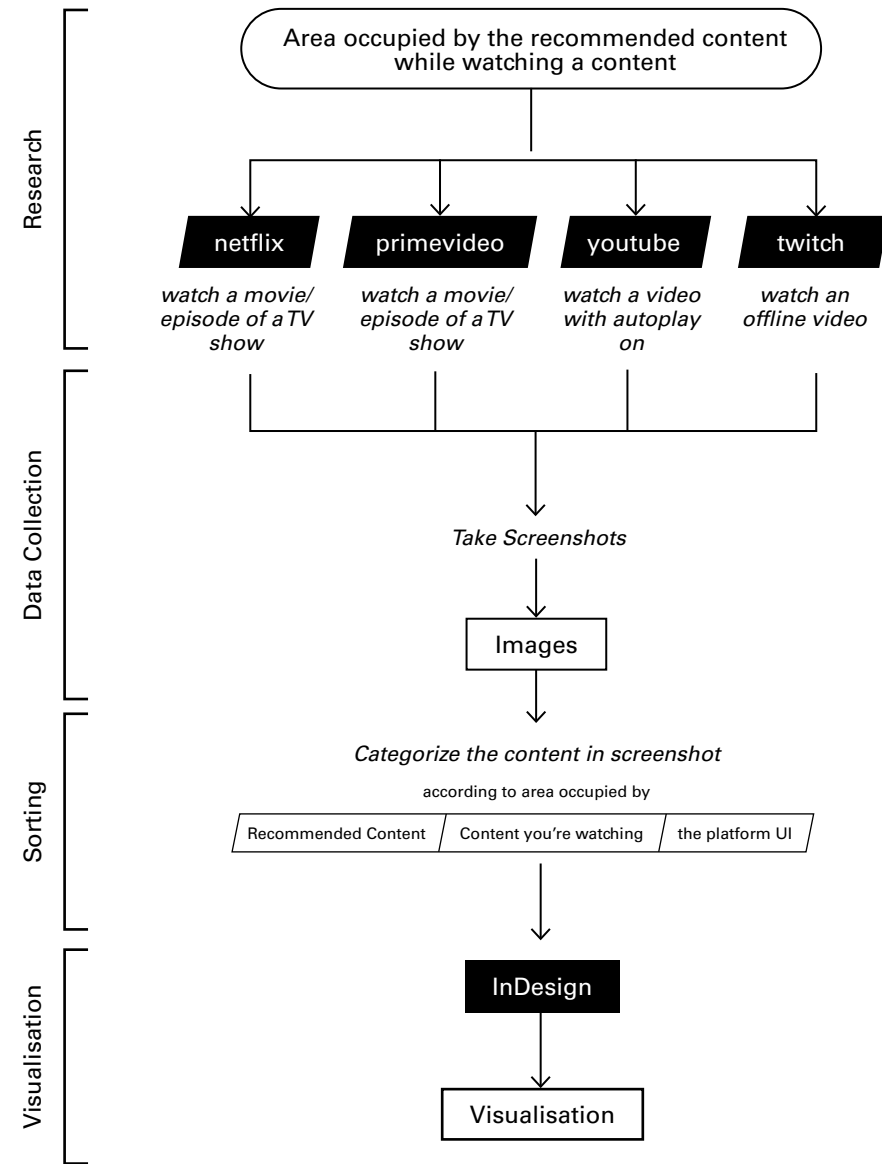 Area occupied by the recommended content
while watching a content
Research
netflix
primevideo
youtube
twitch
watch a movie/
episode of a TV
show
watch a movie/
episode of a TV
show
watch a video
with autoplay
on
watch an
offline video
Data Collection
Take Screenshots
Images
Sorting
Categorize the content in screenshot
according to area occupied by
Recommended Content
Content you're watching
the platform UI
Visualisation
InDesign
Visualisation